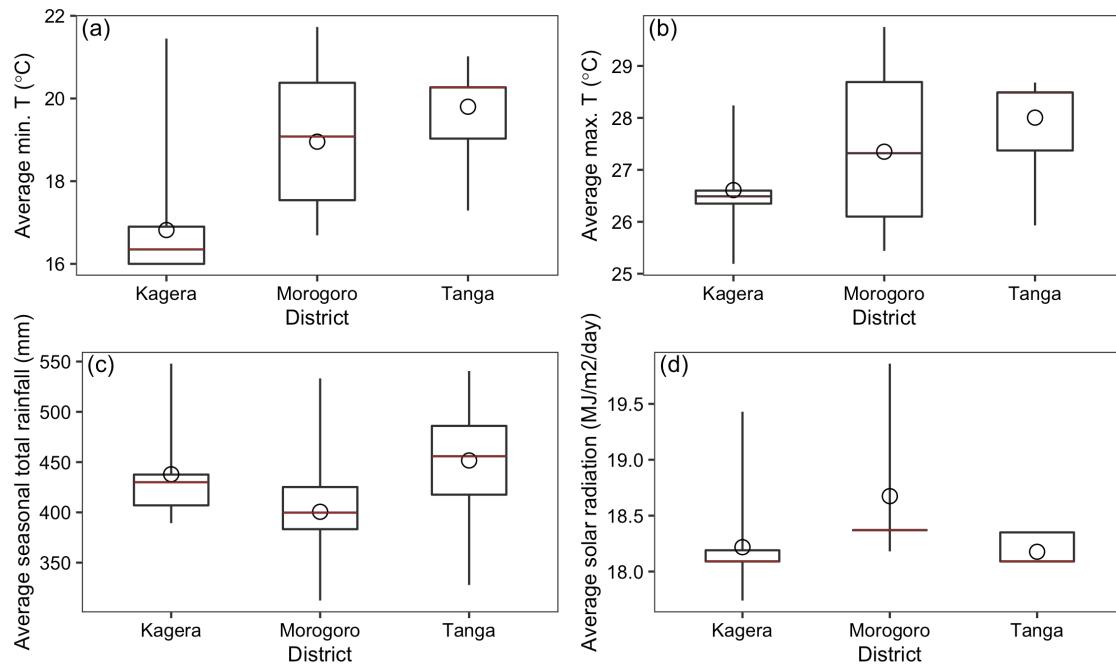 (a)
Average min. T (°C)
22
20
18
16
Kagera Morogoro Tanga
District
(b)
Average max. T (°C)
29
28
27
26
25
Kagera Morogoro Tanga
District
(c)
Average seasonal total rainfall (mm)
550
500
450
400
350
Kagera Morogoro Tanga
District
(d)
Average solar radiation (MJ/m2/day)
19.5
19.0
18.5
18.0
Kagera Morogoro Tanga
District